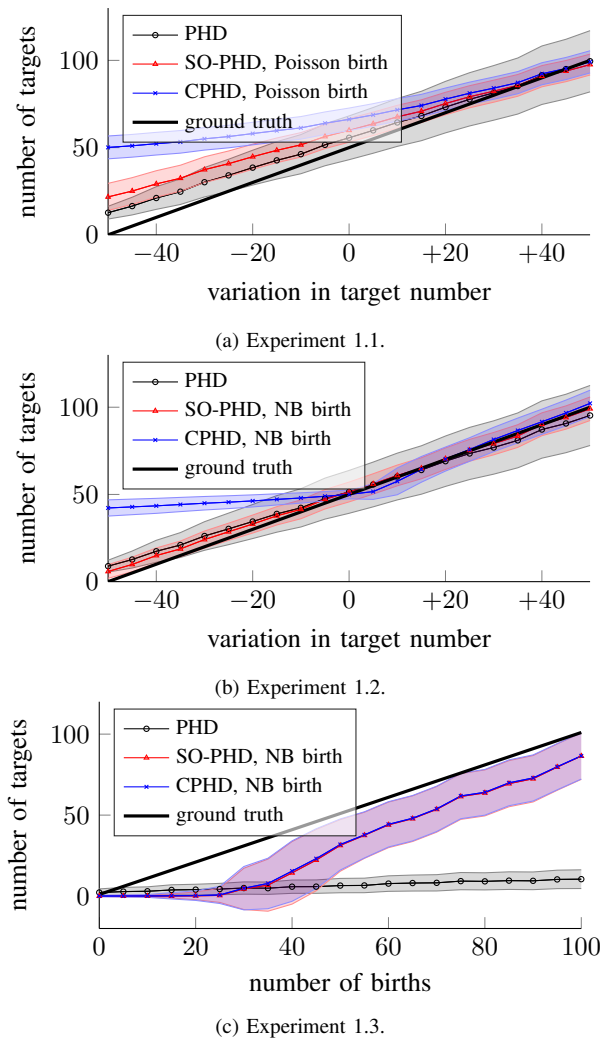 PHD
SO-PHD, Poisson birth
CPHD, Poisson birth
ground truth
number of targets
100
50
0
−40
−20
0
+20
+40
variation in target number
(a) Experiment 1.1.
PHD
SO-PHD, NB birth
CPHD, NB birth
ground truth
number of targets
100
50
0
−40
−20
0
+20
+40
variation in target number
(b) Experiment 1.2.
PHD
SO-PHD, NB birth
CPHD, NB birth
ground truth
number of targets
100
50
0
0
20
40
60
80
100
number of births
(c) Experiment 1.3.